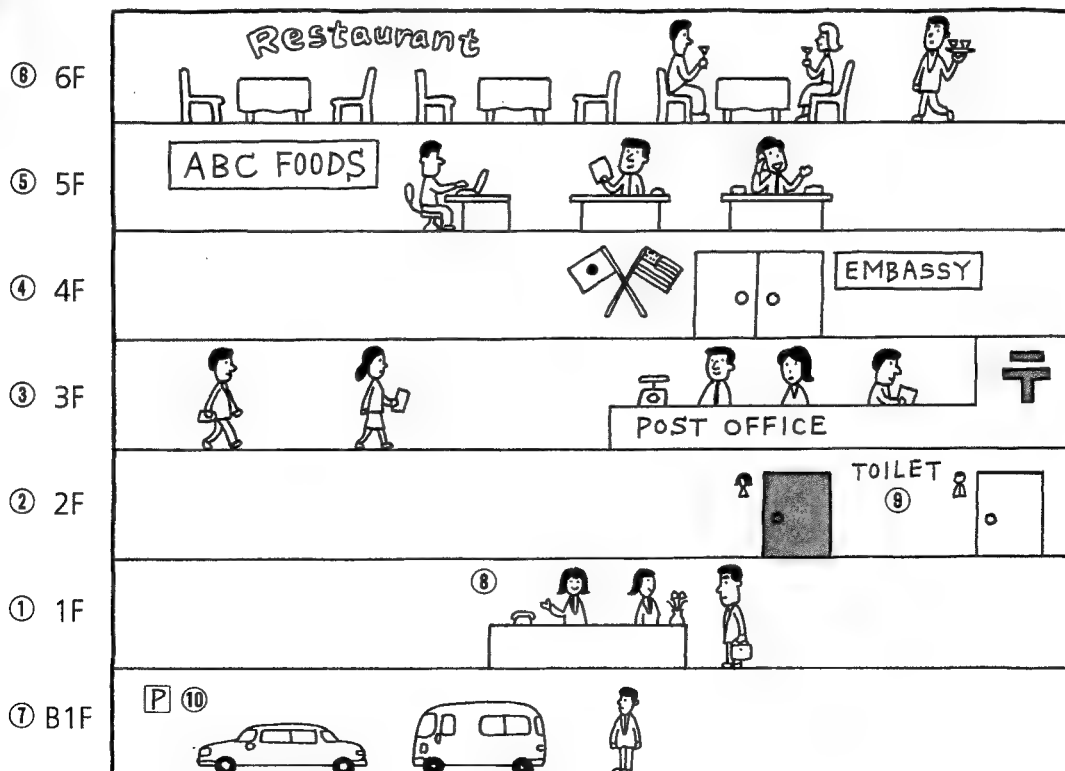 Restaurant
⑥ 6F
ABC FOODS
⑤ 5F
④ 4F
EMBASSY
③ 3F
〒
POST OFFICE
TOILET
② 2F
⑨
⑧
① 1F
P ⑩
⑦ B1F